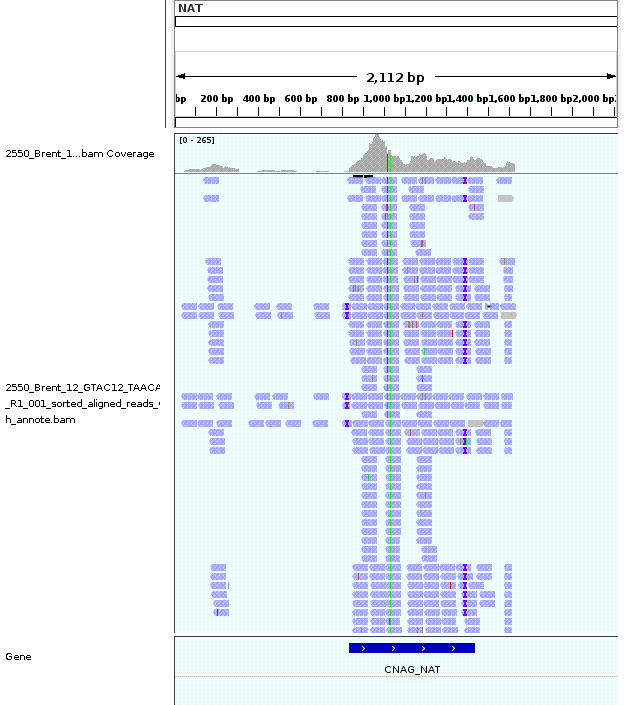 NAT
2,112 bp
bp 200 bp 400 bp 600 bp 800 bp 1,000 bp 1,200 bp 1,400 bp 1,600 bp 1,800 bp 2,000 bp
[0 - 265]
2550_Brent_1...bam Coverage
2550_Brent_12_GTAC12_TAACA
_R1_001_sorted_aligned_reads_
h_annote.bam
Gene
CNAG_NAT